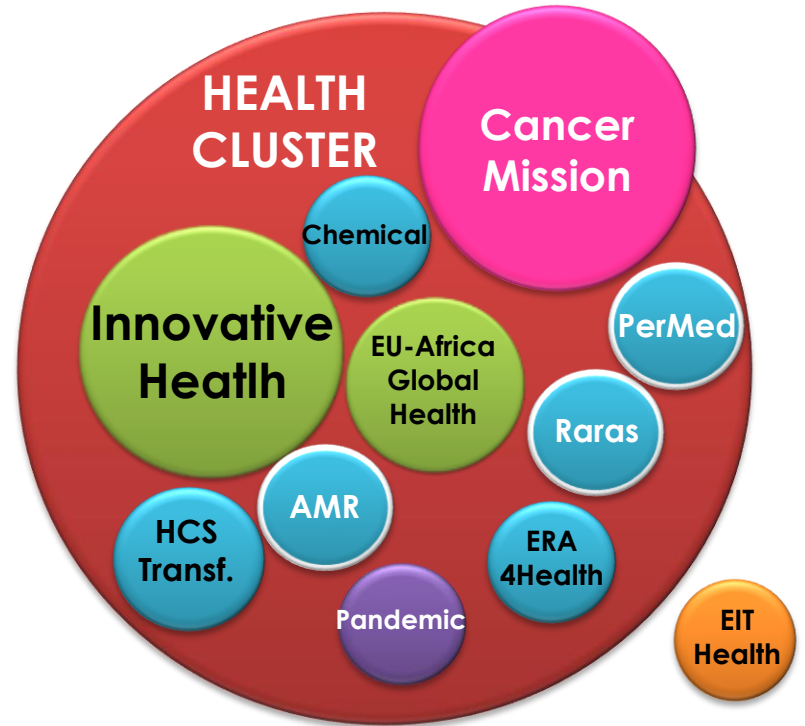 HEALTH
CLUSTER
Cancer
Mission
Chemical
Innovative
Heatlh
EU-Africa
Global
Health
PerMed
Raras
AMR
HCS
Transf.
ERA
4Health
Pandemic
EIT
Health